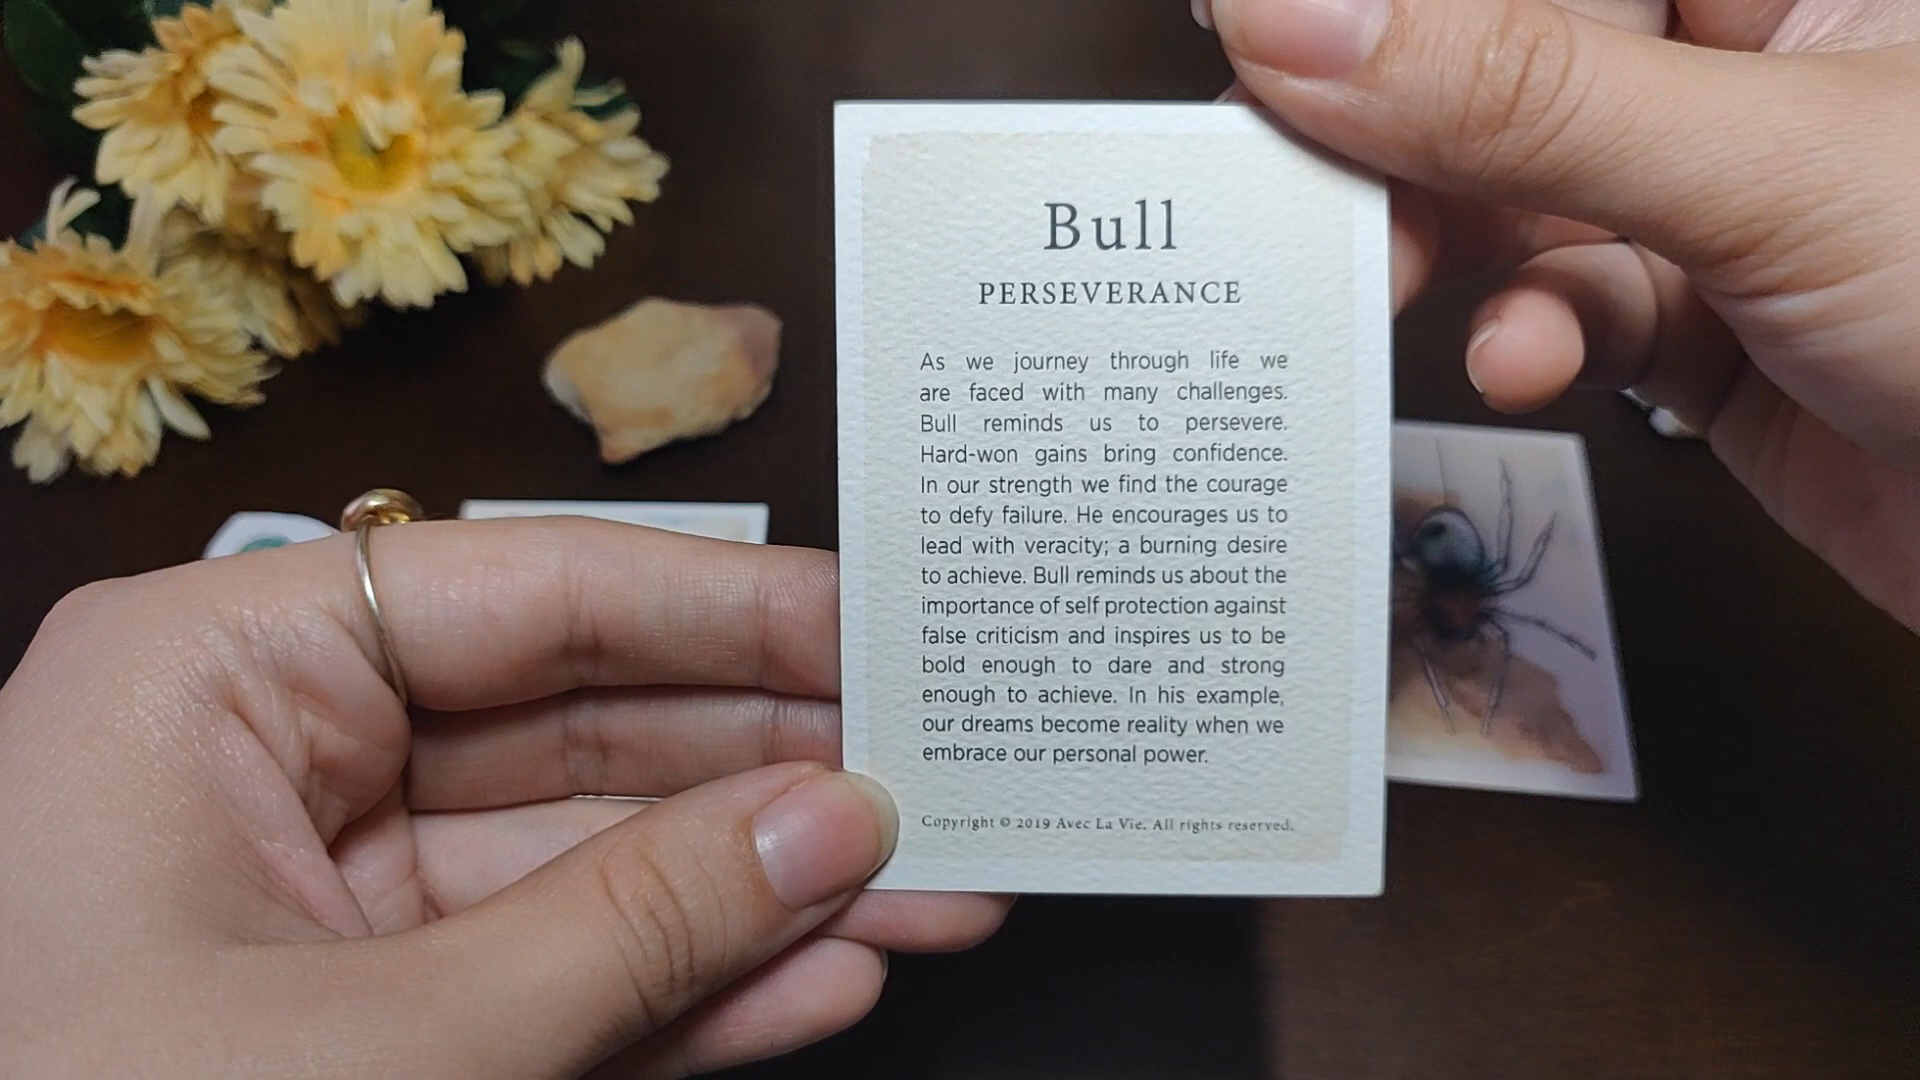 Bull
PERSEVERANCE
As we journey through life we
are faced with many challenges.
Bull reminds us to persevere.
Hard-won gains bring confidence.
In our strength we find the courage
to defy failure. He encourages us to
lead with veracity; a burning desire
to achieve. Bull reminds us about the
importance of self protection against
false criticism and inspires us to be
bold enough to dare and strong
enough to achieve. In his example,
our dreams become reality when we
embrace our personal power.
Copyright © 2019 Avec La Vie. All rights reserved.